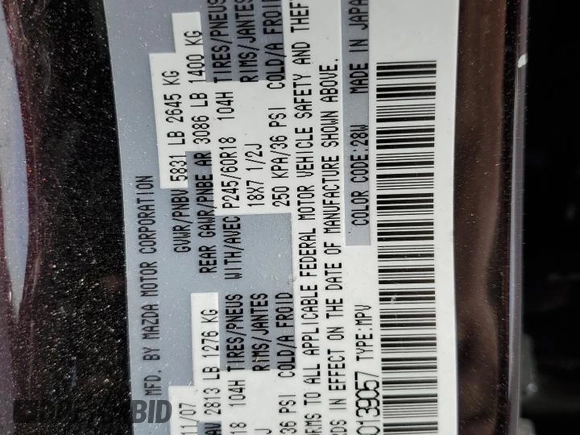 MFD. BY MAZDA MOTOR CORPORATION
11/07 GVWR/PNBV 5831 LB 2645 KG
2813 LB 1276 KG REAR GAWR/PNBE AR 3086 LB 1400 KG
18 104H TIRES/PNEUS WITH/AVEC P245/60R18 104H TIRES/PNEUS
J RIMS/JANTES 18X7 1/2J RIMS/JANTES
36 PSI COLD/A FROID 250 KPA/36 PSI COLD/A FROID
TO ALL APPLICABLE FEDERAL MOTOR VEHICLE SAFETY AND THEFT
IN EFFECT ON THE DATE OF MANUFACTURE SHOWN ABOVE.
0139057 TYPE:MPV COLOR CODE:28W MADE IN JAPAN